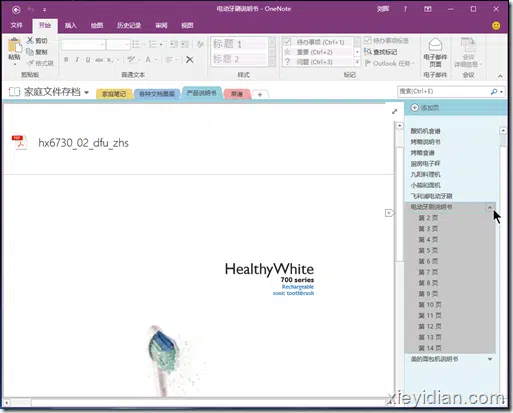 电动牙刷说明书 - OneNote
刘辉
文件 开始 插入 绘图 历史记录 审阅 视图
粘贴
剪切
复制
格式刷
剪贴板
普通文本
标题 1
标题 2
样式
待办事项 (Ctrl+1)
重要 (Ctrl+2)
问题 (Ctrl+3)
待办事项标签
查找标记
Outlook 任务
标记
电子邮件
页面
电子邮件
会议
详细信息
会议
家庭文件存档
家庭笔记
产品说明书
菜谱
搜索(Ctrl+E)
添加页
hx6730_02_dfu_zhs
HealthyWhite
700 series
Rechargeable
sonic toothbrush
酸奶机食谱
烤箱说明书
烤箱食谱
厨房电子秤
九阳料理机
小熊和面机
飞利浦电动牙刷
电动牙刷说明书
第 2 页
第 3 页
第 4 页
第 5 页
第 6 页
第 7 页
第 8 页
第 9 页
第 10 页
第 11 页
第 12 页
第 13 页
第 14 页
美的面包机说明书
xieyidian.com